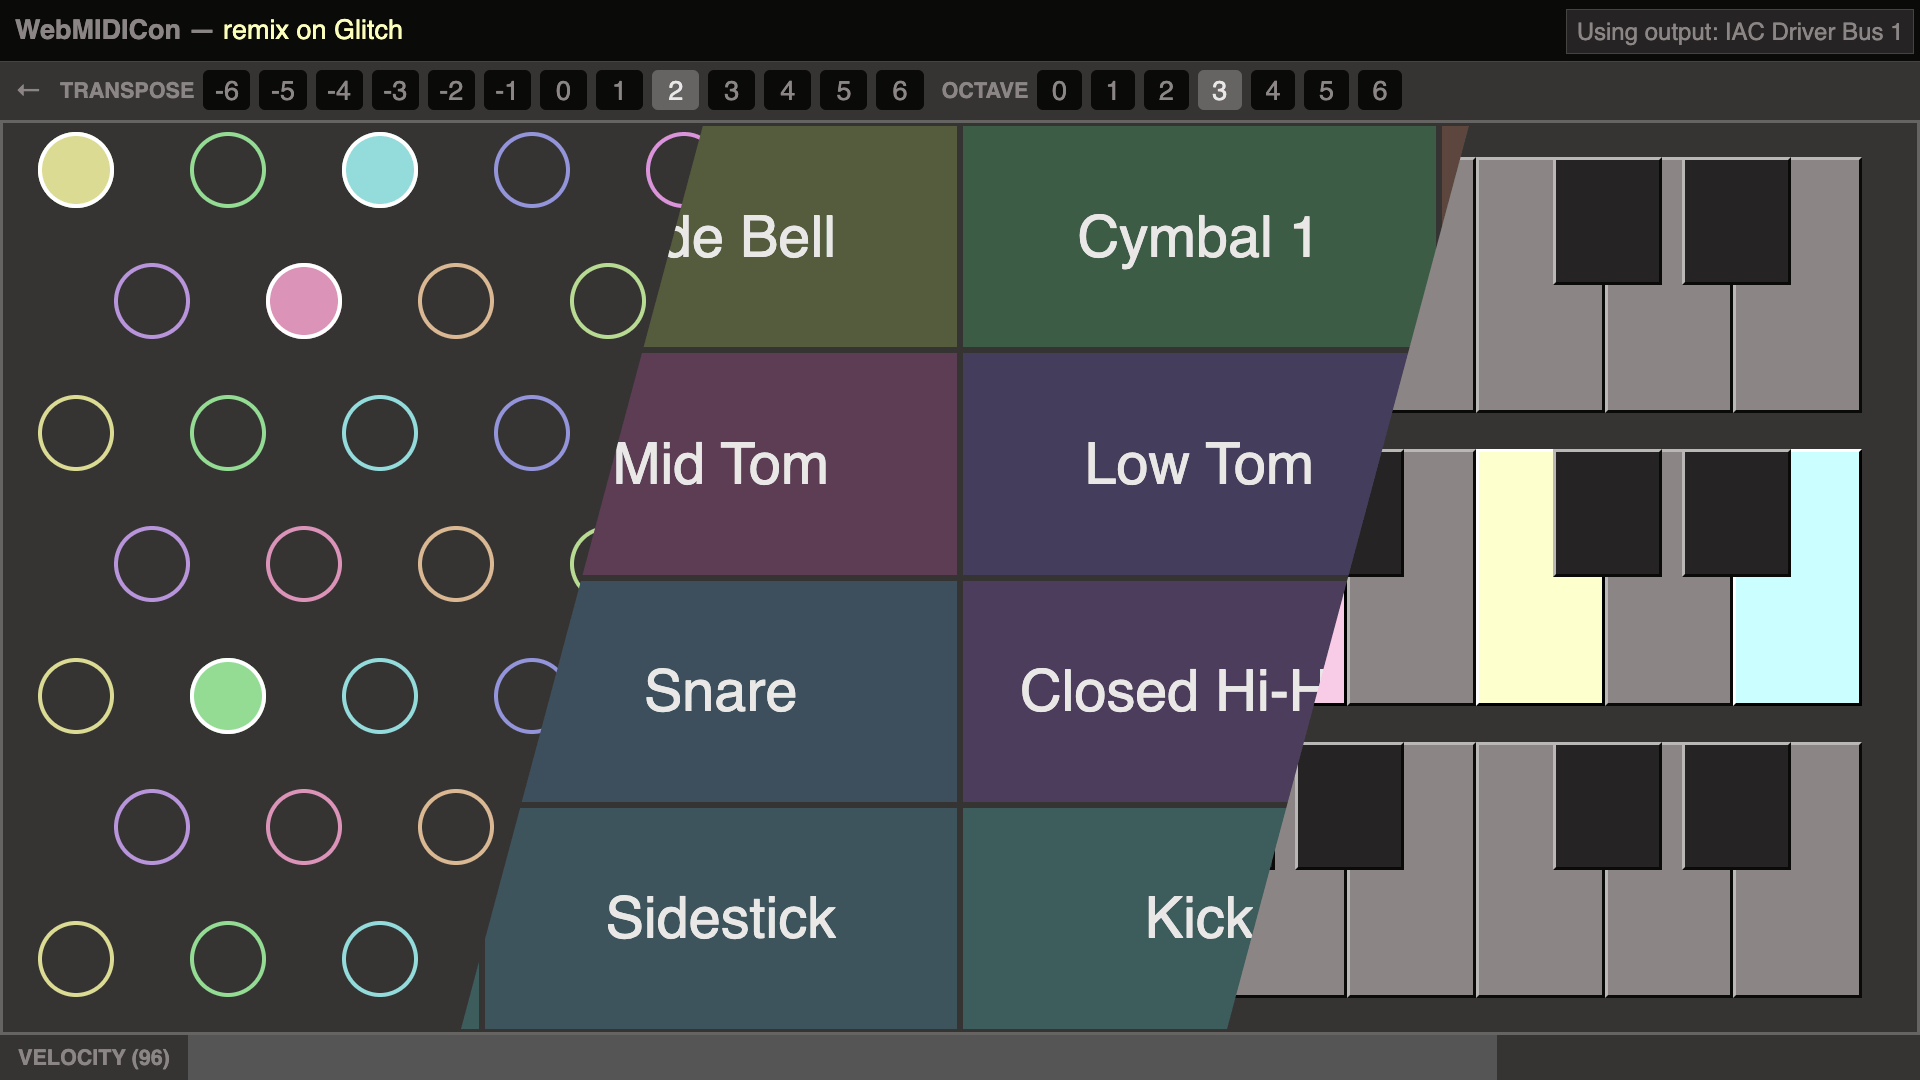 WebMIDICon — remix on Glitch
Using output: IAC Driver Bus 1
← TRANSPOSE -6 -5 -4 -3 -2 -1 0 1 2 3 4 5 6 OCTAVE 0 1 2 3 4 5 6
de Bell
Cymbal 1
Mid Tom
Low Tom
Snare
Closed Hi-H
Sidestick
Kick
VELOCITY (96)